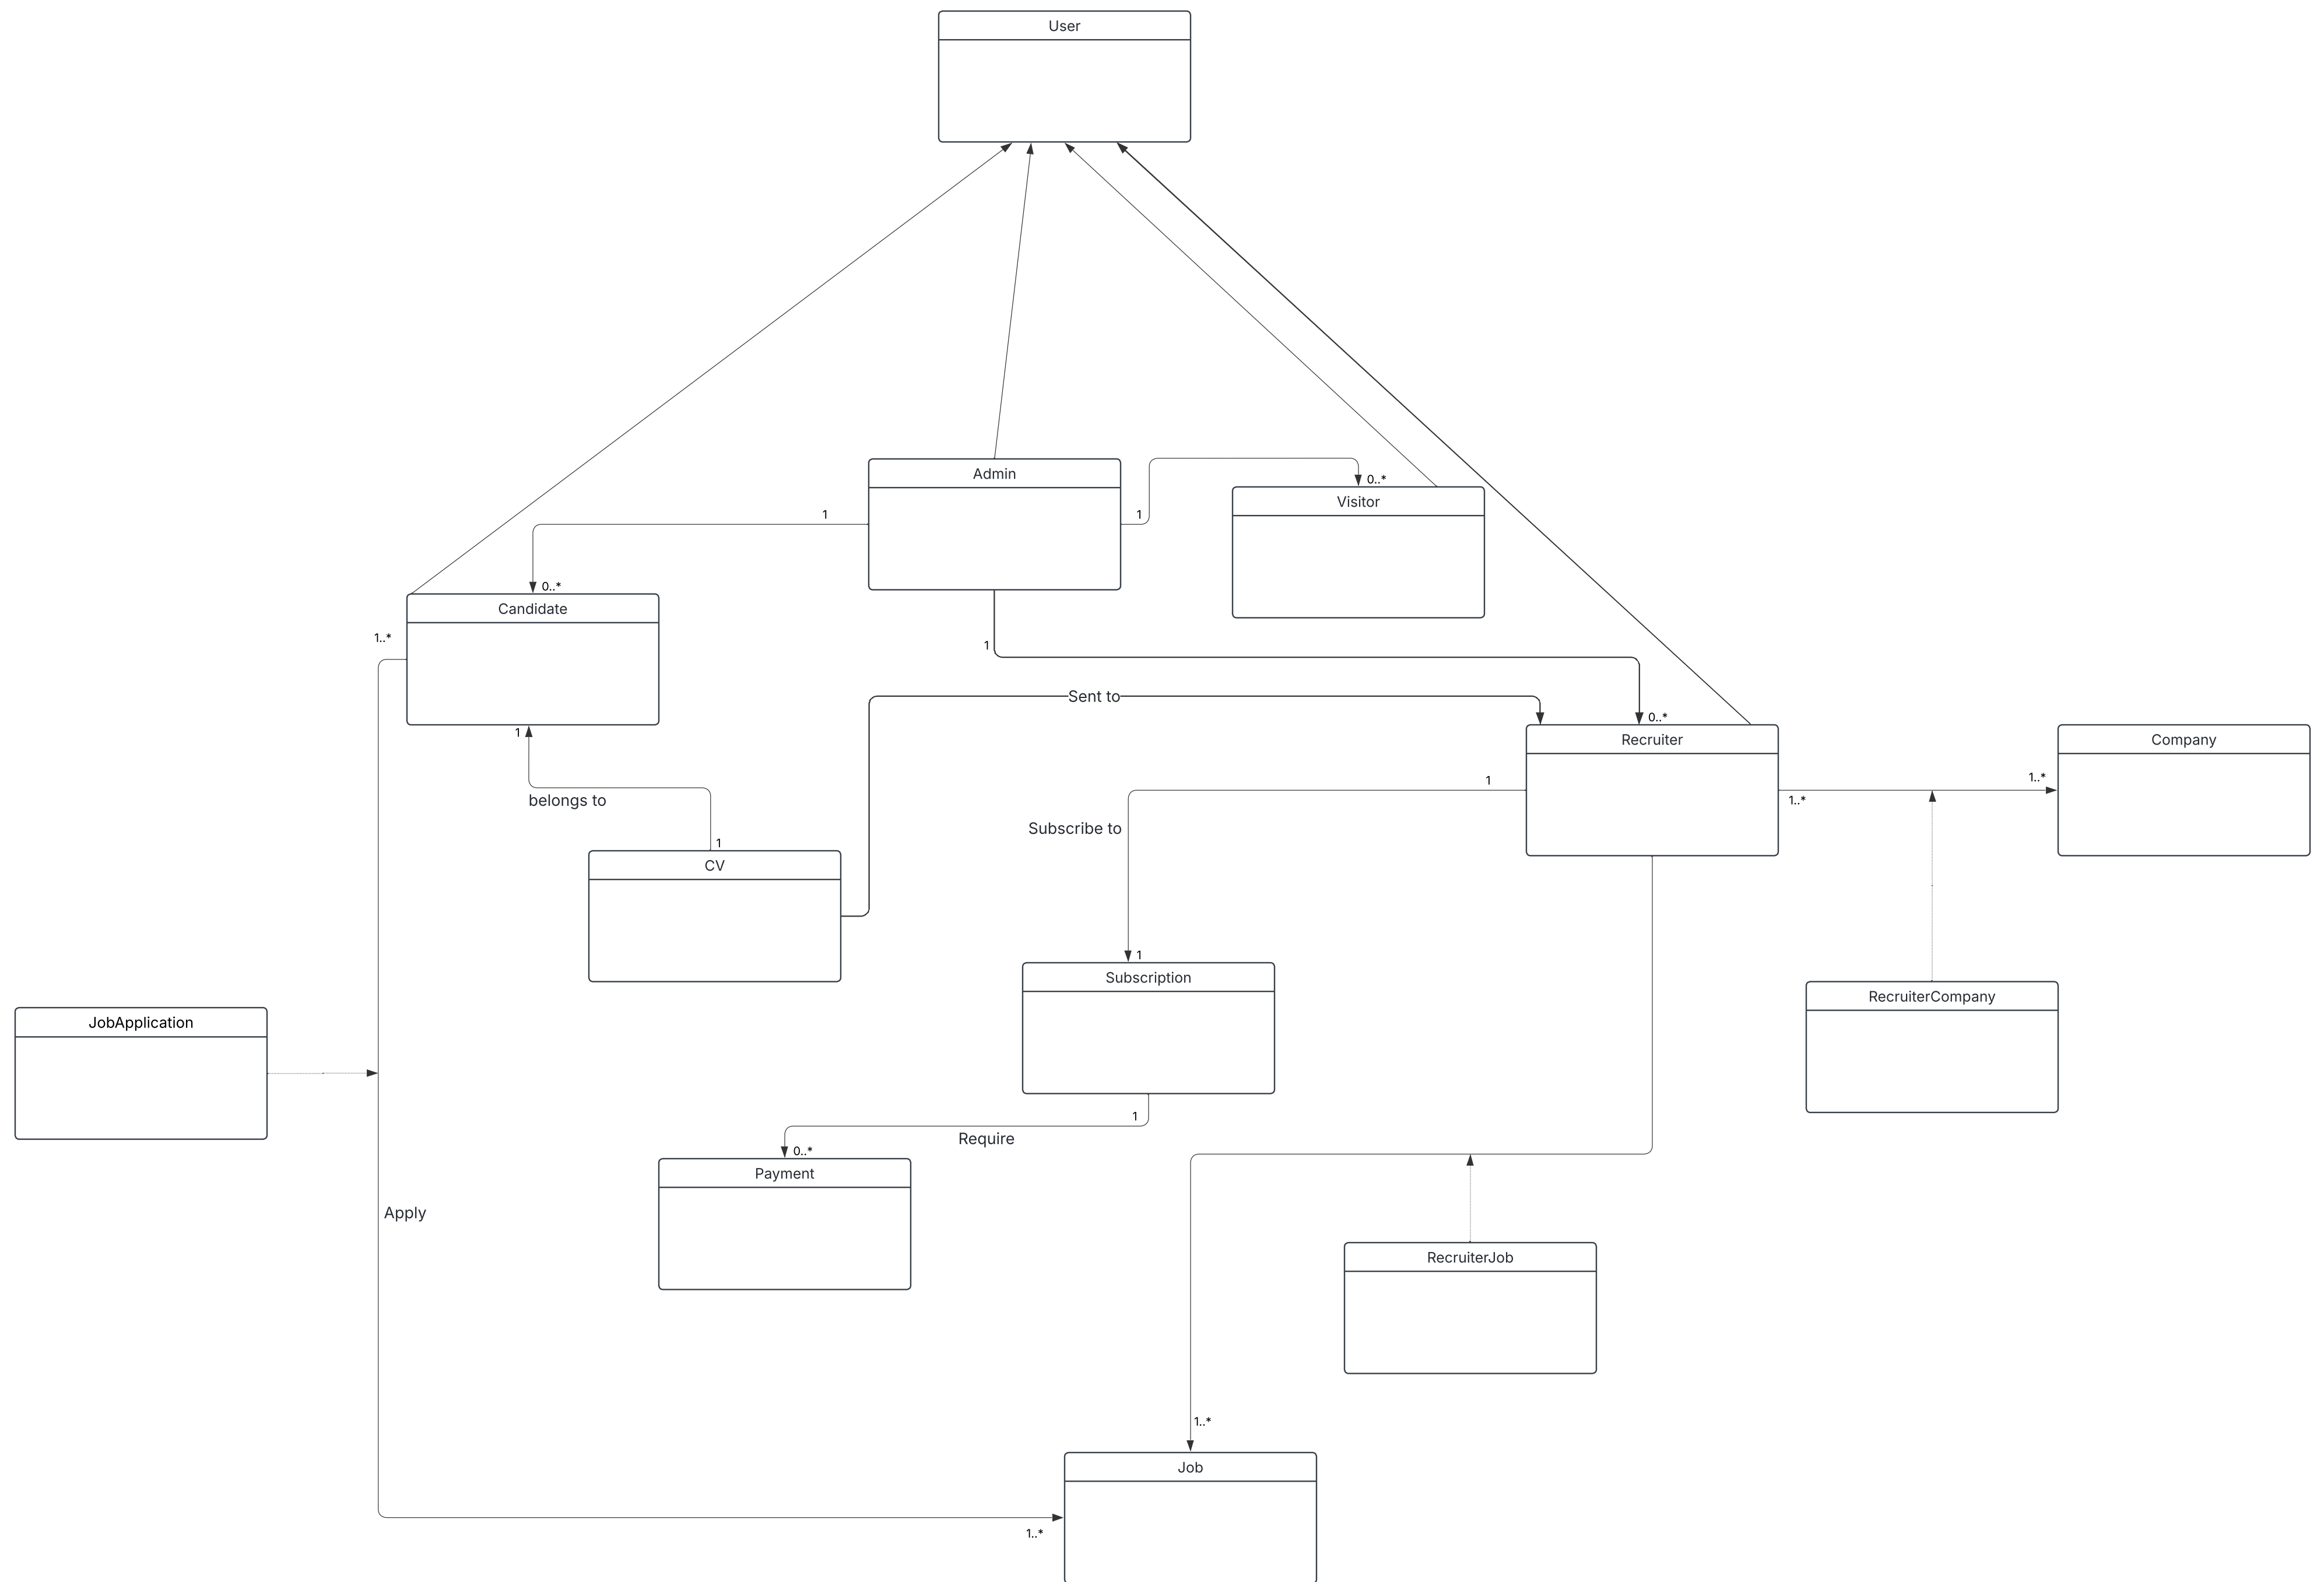 User
Admin
0..*
Visitor
1
1
0..*
Candidate
1..*
1
Sent to
0..*
1
Recruiter
Company
1
1..*
belongs to
1..*
Subscribe to
1
CV
1
Subscription
RecruiterCompany
JobApplication
1
Require
0..*
Payment
Apply
RecruiterJob
1..*
Job
1..*